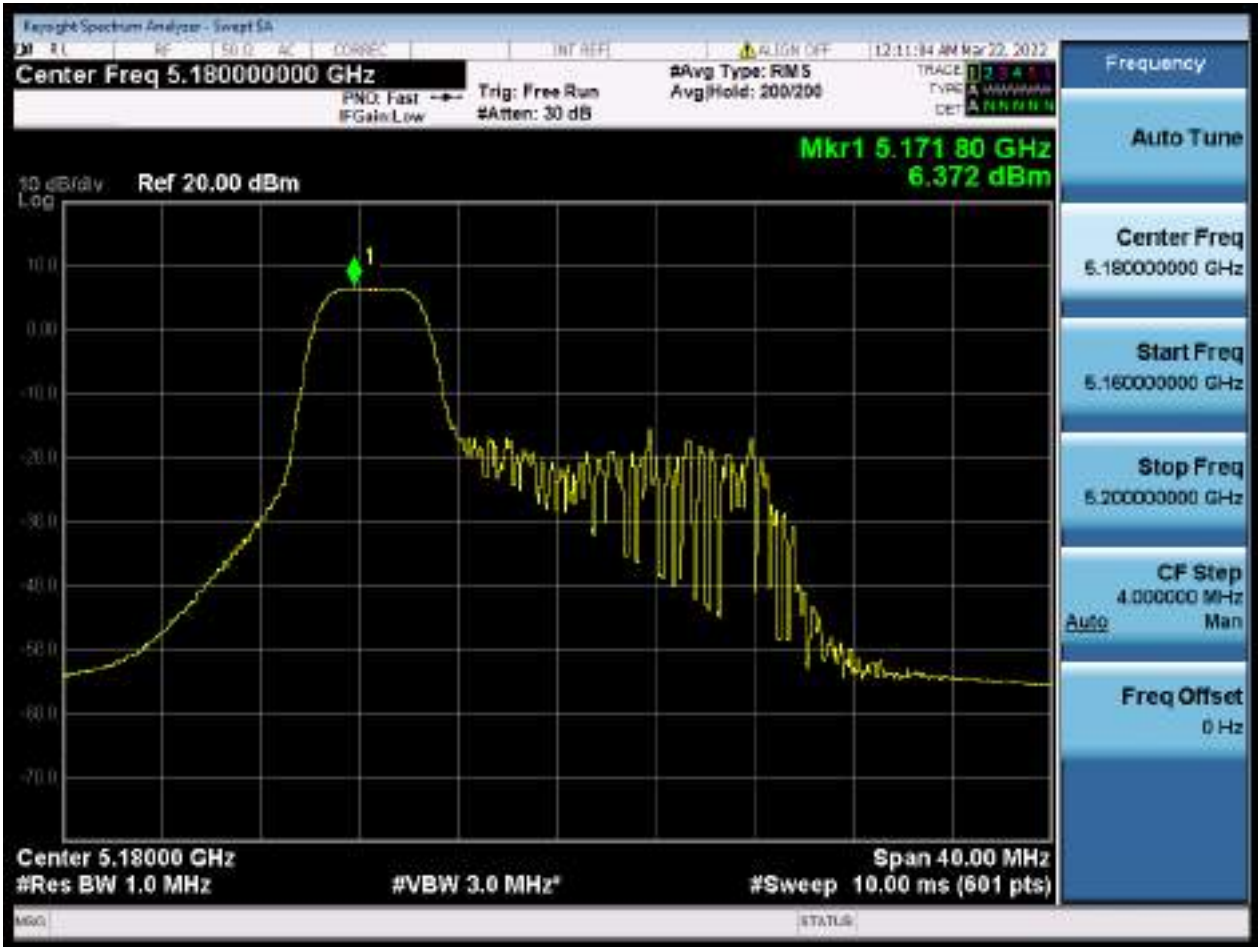 Keysight Spectrum Analyzer - Swept SA
RL RF 50 Ω AC CORREC INT REF ALIGN OFF 12:11:04 AM Mar 22, 2022
Center Freq 5.180000000 GHz
PNO: Fast
IFGain:Low
Trig: Free Run
#Atten: 30 dB
#Avg Type: RMS
Avg|Hold: 200/200
TRACE 1 2 3 4 5 6
TYPE A WWWWW
DET A N N N N N
Mkr1 5.171 80 GHz
6.372 dBm
10 dB/div Ref 20.00 dBm
Log
10.0
0.00
-10.0
-20.0
-30.0
-40.0
-50.0
-60.0
-70.0
1
Center 5.18000 GHz
Span 40.00 MHz
#Res BW 1.0 MHz
#VBW 3.0 MHz*
#Sweep 10.00 ms (601 pts)
MSG
STATUS
Frequency
Auto Tune
Center Freq
5.180000000 GHz
Start Freq
5.160000000 GHz
Stop Freq
5.200000000 GHz
CF Step
4.000000 MHz
Auto Man
Freq Offset
0 Hz